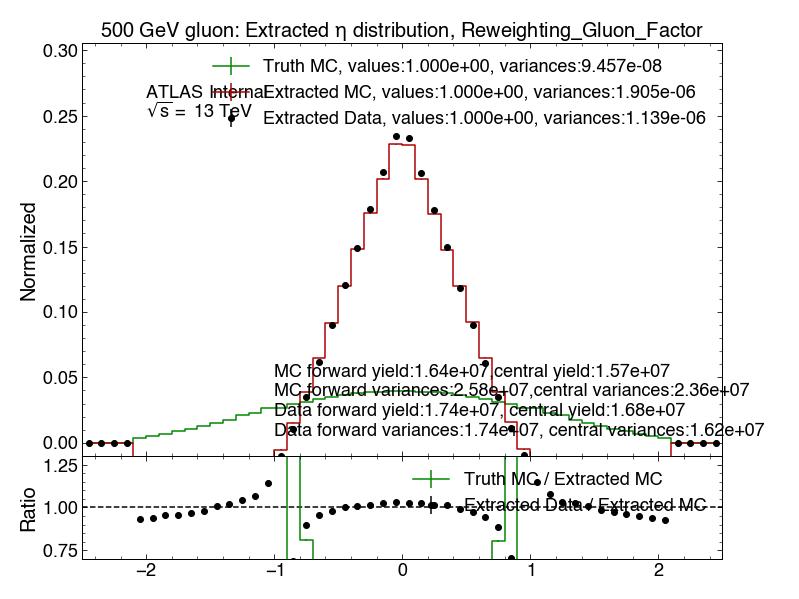 500 GeV gluon: Extracted η distribution, Reweighting_Gluon_Factor
0.30
Truth MC, values:1.000e+00, variances:9.457e-08
ATLAS Internal
Extracted MC, values:1.000e+00, variances:1.905e-06
√s = 13 TeV
Extracted Data, values:1.000e+00, variances:1.139e-06
0.25
0.20
Normalized
0.15
0.10
MC forward yield:1.64e+07,central yield:1.57e+07
0.05
MC forward variances:2.58e+07,central variances:2.36e+07
Data forward yield:1.74e+07, central yield:1.68e+07
Data forward variances:1.74e+07, central variances:1.62e+07
0.00
1.25
Truth MC / Extracted MC
Ratio
1.00
Extracted Data / Extracted MC
0.75
−2 −1 0 1 2